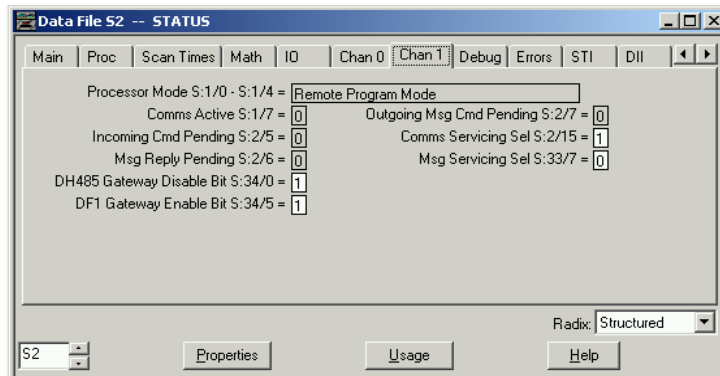 Data File S2 -- STATUS
Main Proc Scan Times Math IO Chan 0 Chan 1 Debug Errors STI DII
Processor Mode S:1/0 - S:1/4 = Remote Program Mode
Comms Active S:1/7 = 0 Outgoing Msg Cmd Pending S:2/7 = 0
Incoming Cmd Pending S:2/5 = 0 Comms Servicing Sel S:2/15 = 1
Msg Reply Pending S:2/6 = 0 Msg Servicing Sel S:33/7 = 0
DH485 Gateway Disable Bit S:34/0 = 1
DF1 Gateway Enable Bit S:34/5 = 1
Radix: Structured
S2 Properties Usage Help